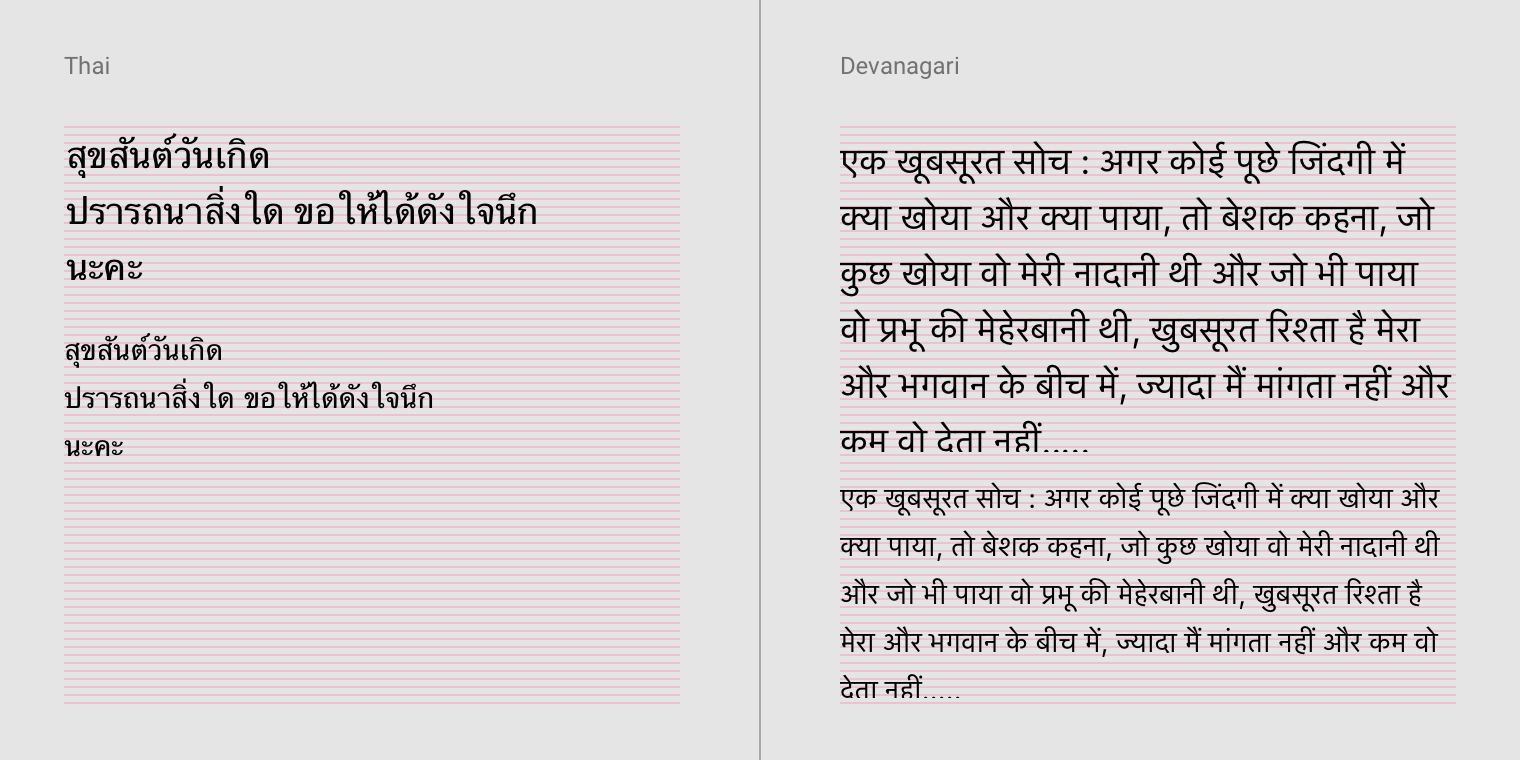 Thai
สุขสันต์วันเกิด
ปรารถนาสิ่งใด ขอให้ได้ดังใจนึก
นะคะ
สุขสันต์วันเกิด
ปรารถนาสิ่งใด ขอให้ได้ดังใจนึก
นะคะ
Devanagari
एक खूबसूरत सोच : अगर कोई पूछे जिंदगी में
क्या खोया और क्या पाया, तो बेशक कहना, जो
कुछ खोया वो मेरी नादानी थी और जो भी पाया
वो प्रभू की मेहेरबानी थी, खुबसूरत रिश्ता है मेरा
और भगवान के बीच में, ज्यादा मैं मांगता नहीं और
कम वो देता नहीं.....
एक खूबसूरत सोच : अगर कोई पूछे जिंदगी में क्या खोया और
क्या पाया, तो बेशक कहना, जो कुछ खोया वो मेरी नादानी थी
और जो भी पाया वो प्रभू की मेहेरबानी थी, खुबसूरत रिश्ता है
मेरा और भगवान के बीच में, ज्यादा मैं मांगता नहीं और कम वो
देता नहीं.....